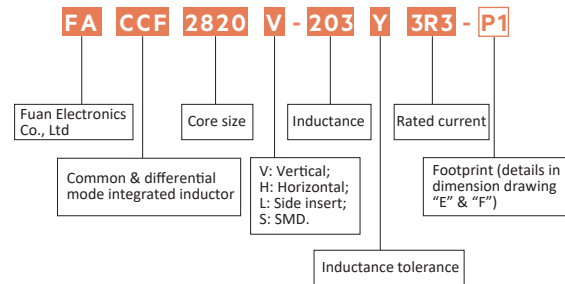 FA CCF 2820 V - 203 Y 3R3 - P1
Fuan Electronics
Co., Ltd
Core size
Inductance
Rated current
Common & differential
mode integrated inductor
V: Vertical;
H: Horizontal;
L: Side insert;
S: SMD.
Footprint (details in
dimension drawing
“E” & “F”)
Inductance tolerance